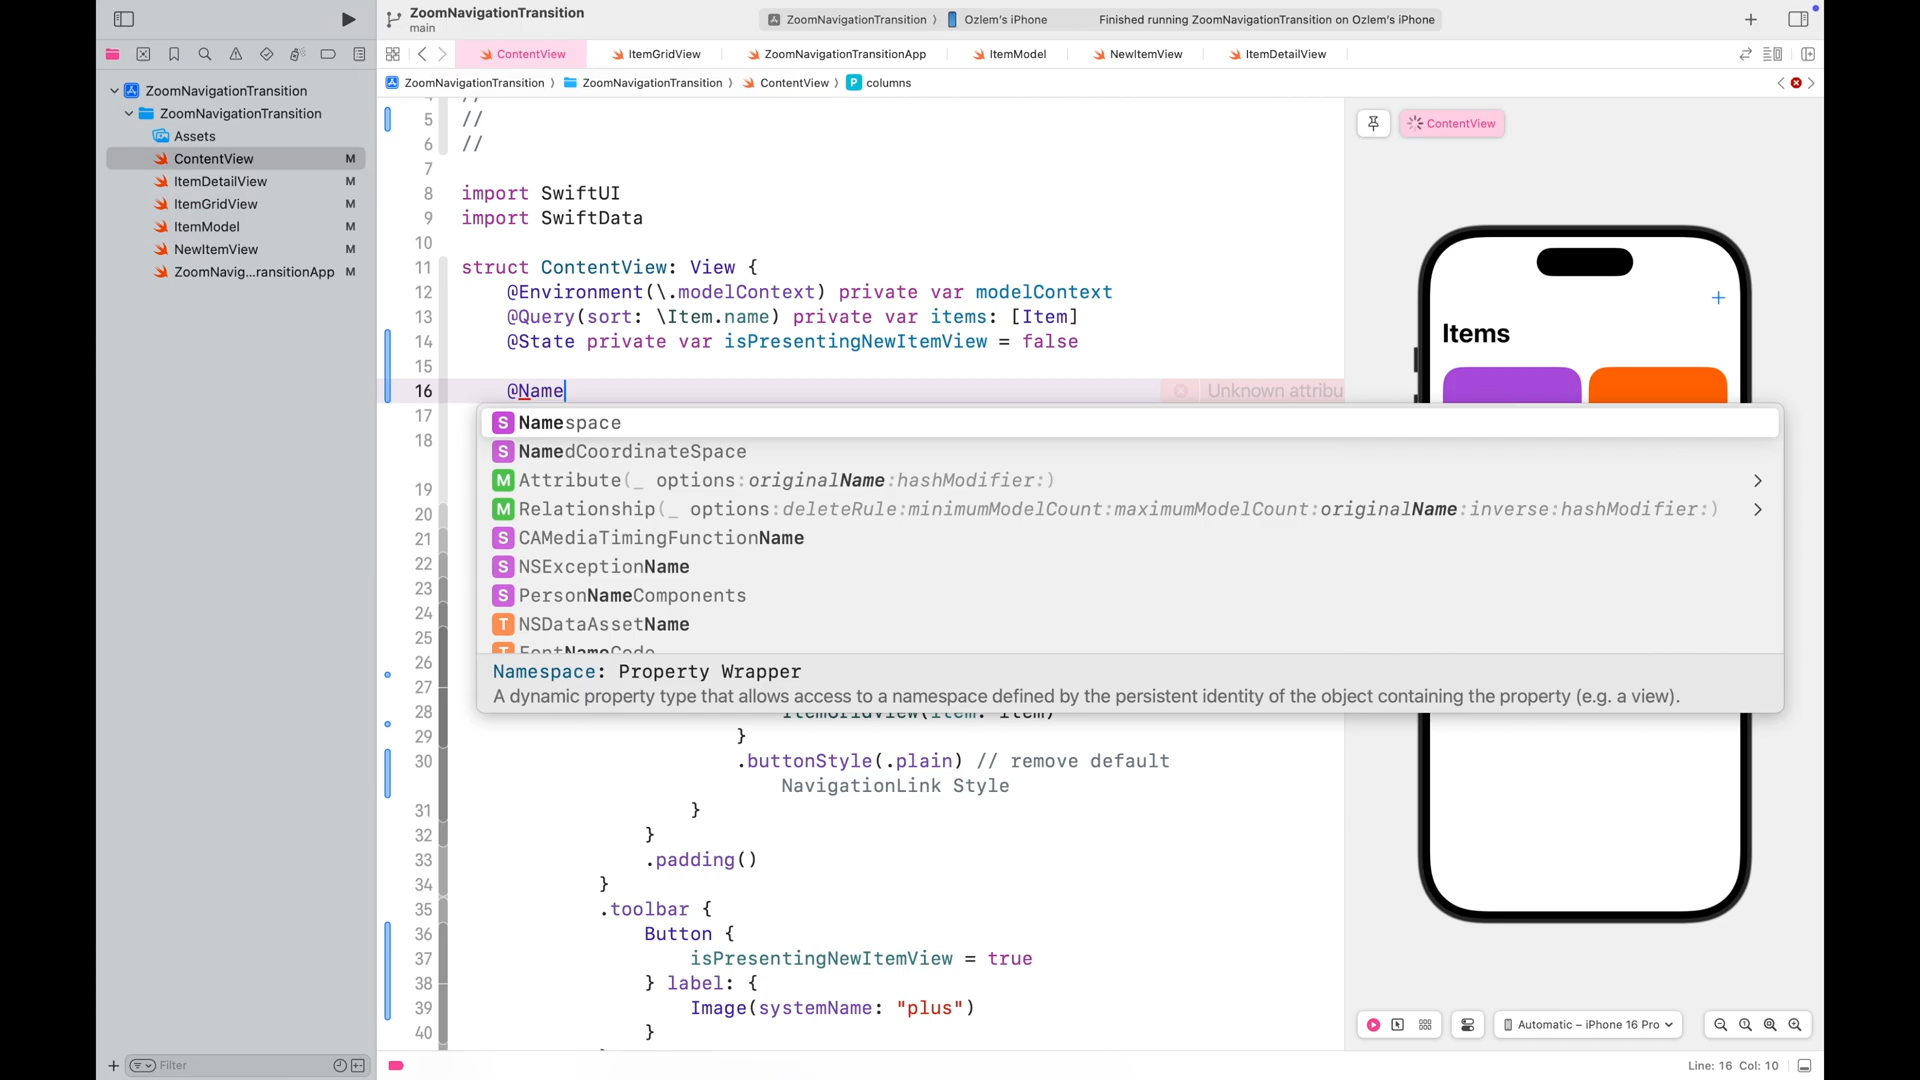 ZoomNavigationTransition
main
ZoomNavigationTransition
Ozlem's iPhone
Finished running ZoomNavigationTransition on Ozlem's iPhone
ContentView
ItemGridView
ZoomNavigationTransitionApp
ItemModel
NewItemView
ItemDetailView
ZoomNavigationTransition
ZoomNavigationTransition
ContentView
P columns
ZoomNavigationTransition
ZoomNavigationTransition
Assets
ContentView M
ItemDetailView M
ItemGridView M
ItemModel M
NewItemView M
ZoomNavig...ransitionApp M
5 //
6 //
7
8 import SwiftUI
9 import SwiftData
10
11 struct ContentView: View {
12 @Environment(\.modelContext) private var modelContext
13 @Query(sort: \Item.name) private var items: [Item]
14 @State private var isPresentingNewItemView = false
15
16 @Name Unknown attribu
17
18
19
20
21
22
23
24
25
26
27
S Namespace
S NamedCoordinateSpace
M Attribute(_ options:originalName:hashModifier:)
M Relationship(_ options:deleteRule:minimumModelCount:maximumModelCount:originalName:inverse:hashModifier:)
S CAMediaTimingFunctionName
S NSExceptionName
S PersonNameComponents
T NSDataAssetName
T FontNameCode
Namespace: Property Wrapper
A dynamic property type that allows access to a namespace defined by the persistent identity of the object containing the property (e.g. a view).
28 ItemGridView(item: item)
29 }
30 .buttonStyle(.plain) // remove default
NavigationLink Style
31 }
32 }
33 .padding()
34 }
35 .toolbar {
36 Button {
37 isPresentingNewItemView = true
38 } label: {
39 Image(systemName: "plus")
40 }
ContentView
Items
Automatic – iPhone 16 Pro
Filter
Line: 16 Col: 10